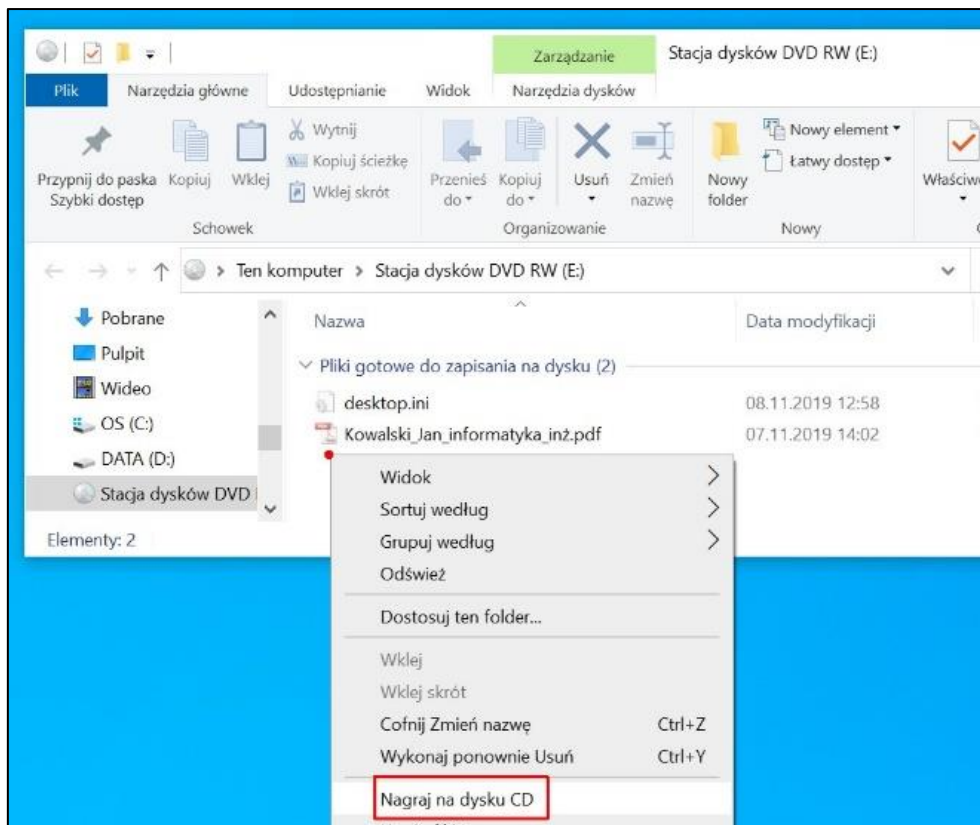 Zarządzanie
Stacja dysków DVD RW (E:)
Plik
Narzędzia główne
Udostępnianie
Widok
Narzędzia dysków
Przypnij do paska
Szybki dostęp
Kopiuj
Wklej
Wytnij
Kopiuj ścieżkę
Wklej skrót
Schowek
Przenieś
do
Kopiuj
do
Usuń
Zmień
nazwę
Organizowanie
Nowy
folder
Nowy element
Łatwy dostęp
Nowy
Właściwo
Ten komputer > Stacja dysków DVD RW (E:)
Pobrane
Pulpit
Wideo
OS (C:)
DATA (D:)
Stacja dysków DVD
Nazwa
Data modyfikacji
Pliki gotowe do zapisania na dysku (2)
desktop.ini
08.11.2019 12:58
Kowalski_Jan_informatyka_inż.pdf
07.11.2019 14:02
Elementy: 2
Widok
Sortuj według
Grupuj według
Odśwież
Dostosuj ten folder...
Wklej
Wklej skrót
Cofnij Zmień nazwę Ctrl+Z
Wykonaj ponownie Usuń Ctrl+Y
Nagraj na dysku CD